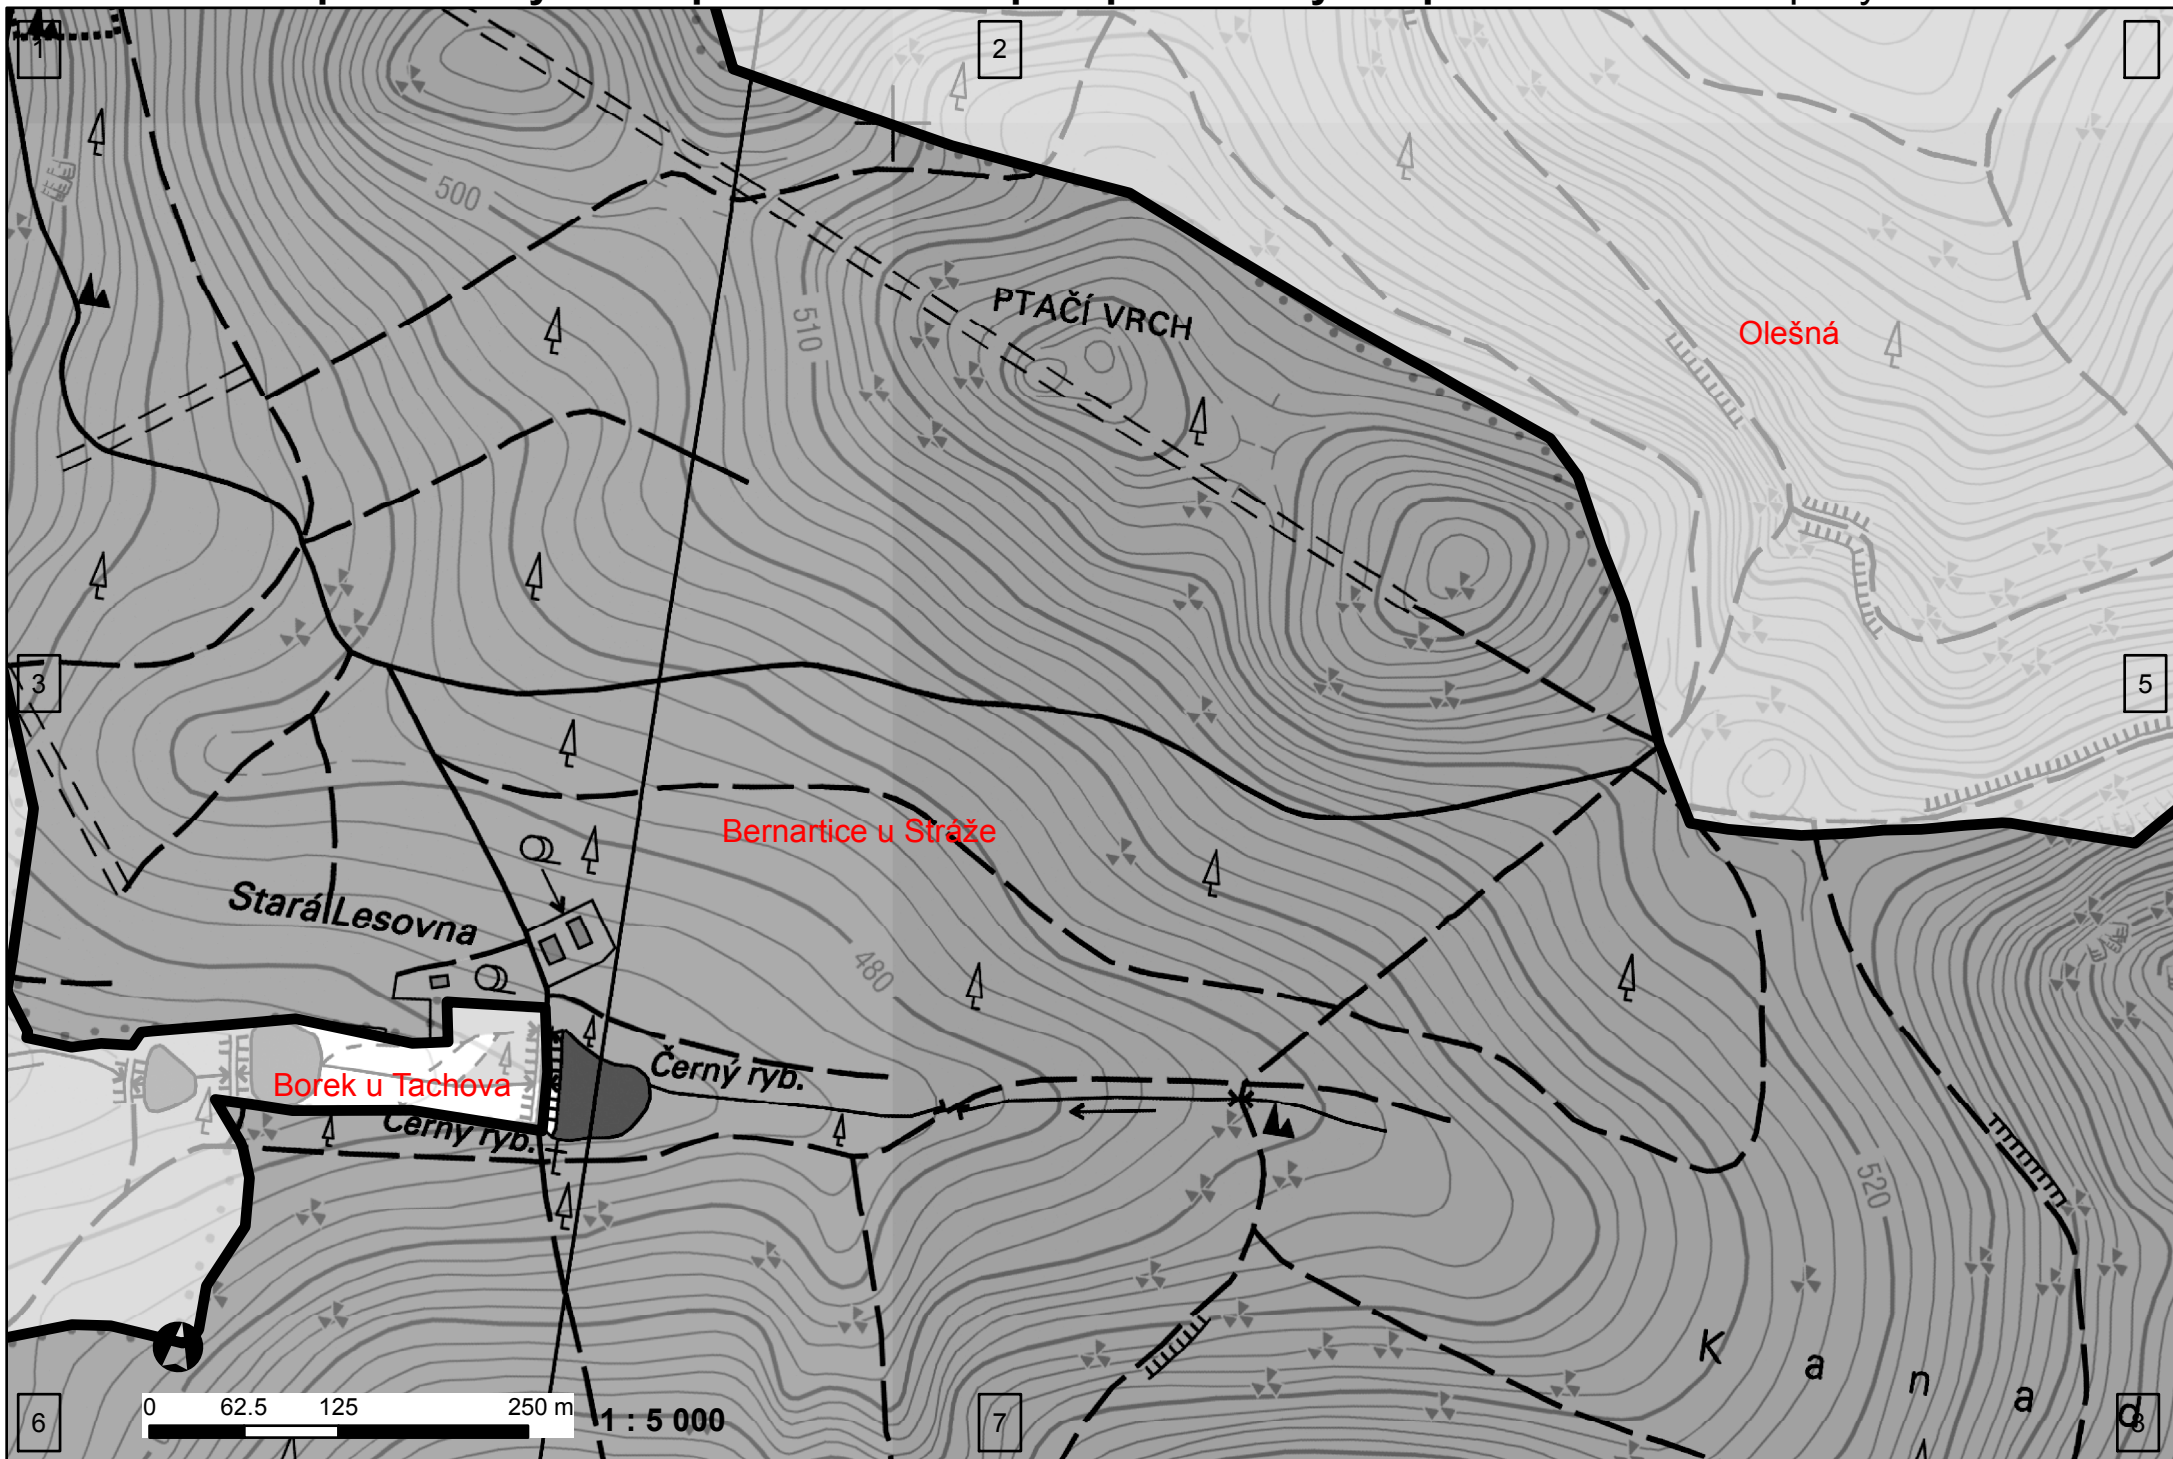 1
2
500
510
PTAČÍ VRCH
Olešná
3
5
Bernartice u Stráže
Stará Lesovna
480
Černý ryb.
Borek u Tachova
Černý ryb.
520
K a n a d
6
0 62.5 125 250 m
1 : 5 000
7
8